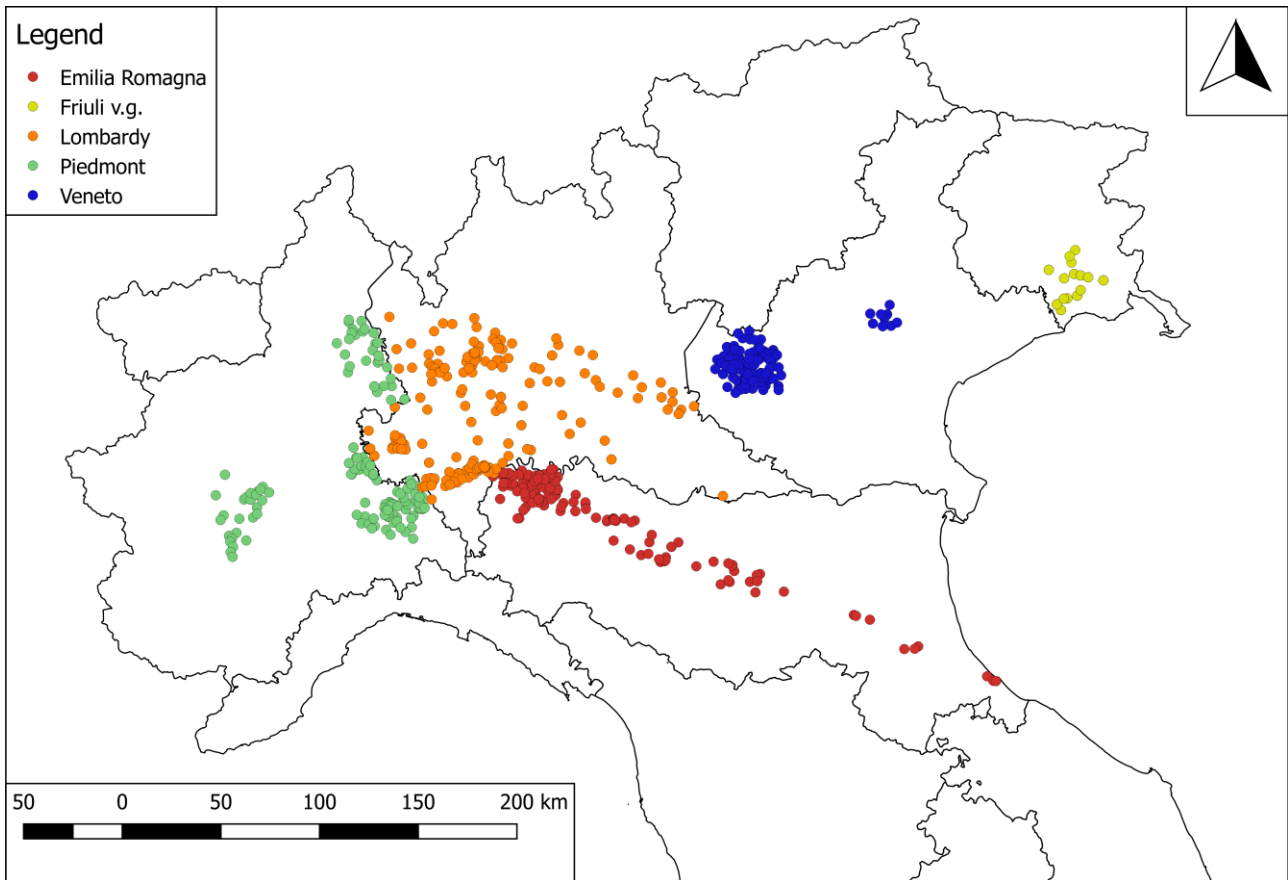 Legend
Emilia Romagna
Friuli v.g.
Lombardy
Piedmont
Veneto
50 0 50 100 150 200 km